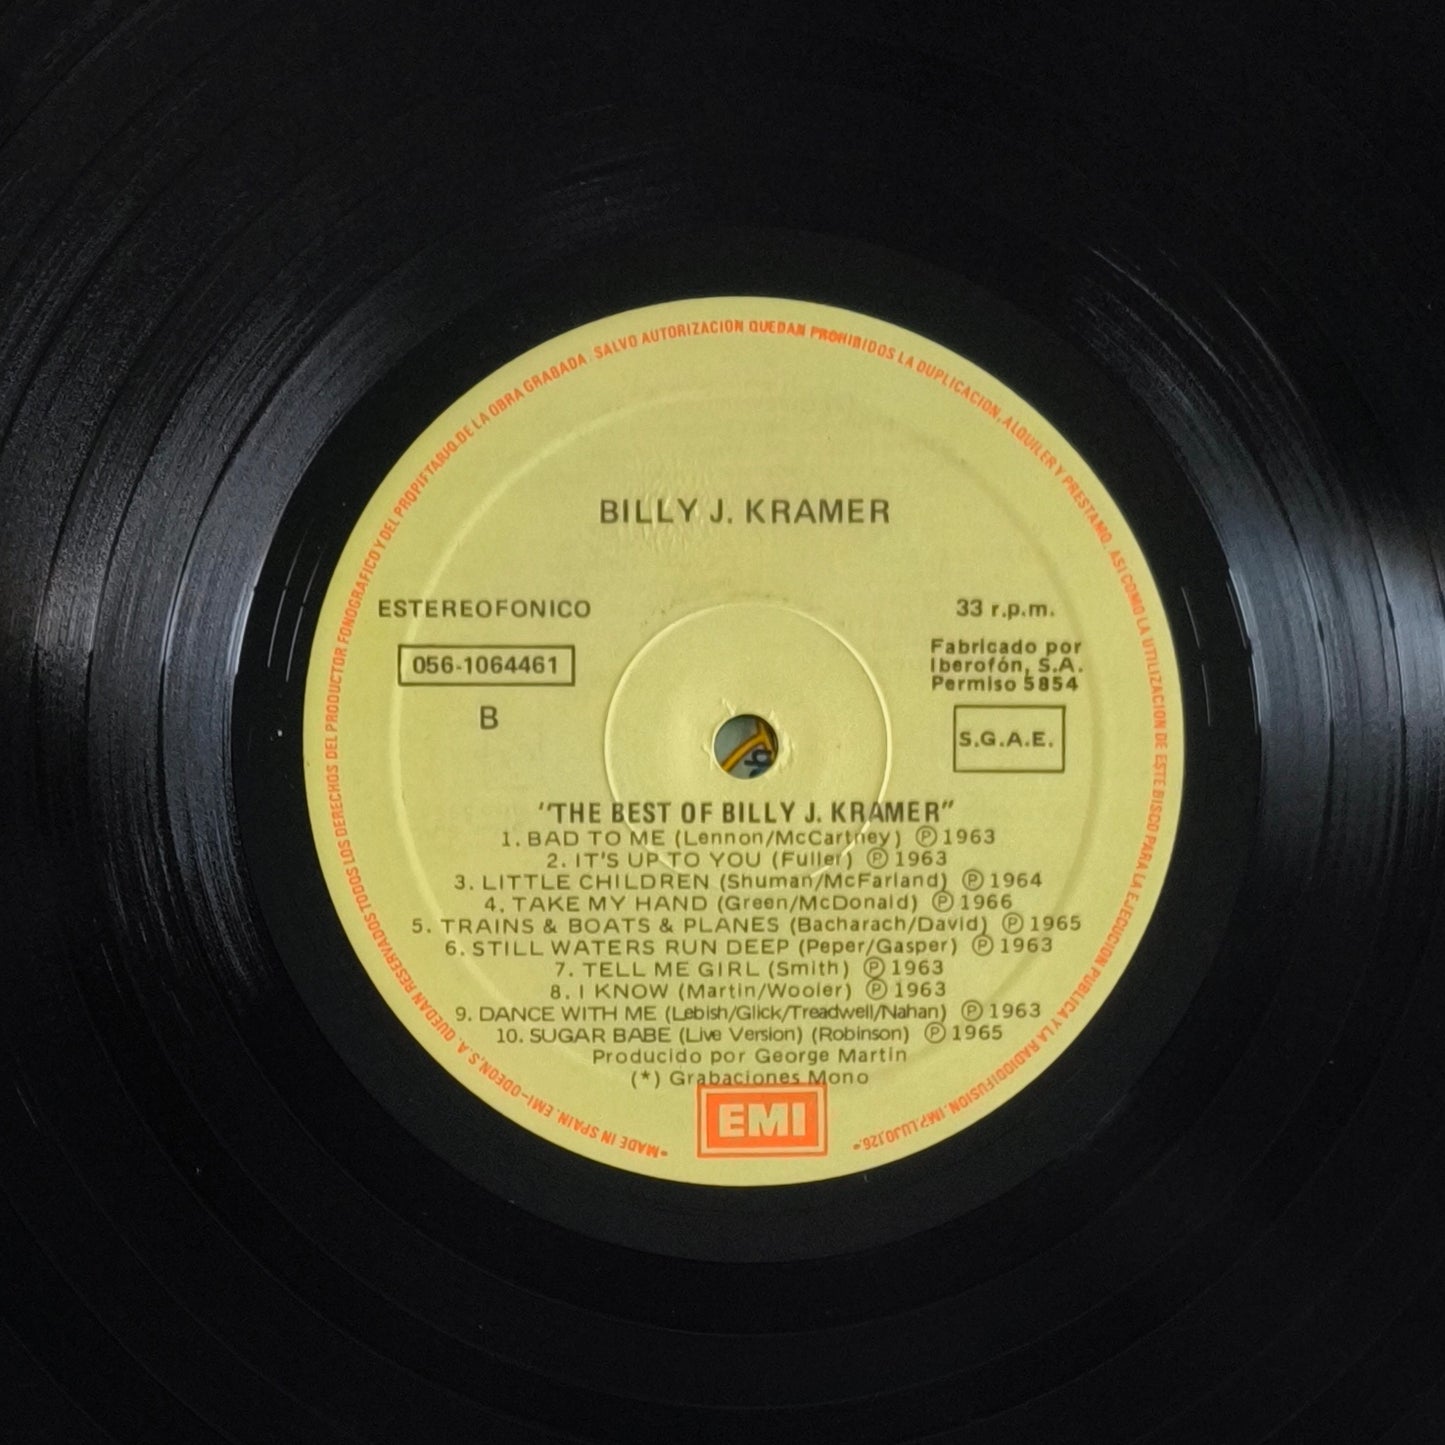 DE LA OBRA GRABADA. SALVO AUTORIZACION QUEDAN PROHIBIDOS LA DUPLICACION, ALQUILER Y PRESTAMO. ASI COMO LA UTILIZACION DE ESTE DISCO PARA LA EJECUCION PUBLICA Y LA RADIODIFUSION.
•MADE IN SPAIN. EMI-ODEON, S.A. QUEDAN RESERVADOS TODOS LOS DERECHOS DEL PRODUCTOR FONOGRAFICO Y DEL
BILLY J. KRAMER
ESTEREOFONICO
056-1064461
B
33 r.p.m.
Fabricado por
Iberofón, S.A.
Permiso 5854
S.G.A.E.
"THE BEST OF BILLY J. KRAMER"
1. BAD TO ME (Lennon/McCartney) ℗ 1963
2. IT'S UP TO YOU (Fuller) ℗ 1963
3. LITTLE CHILDREN (Shuman/McFarland) ℗ 1964
4. TAKE MY HAND (Green/McDonald) ℗ 1966
5. TRAINS & BOATS & PLANES (Bacharach/David) ℗ 1965
6. STILL WATERS RUN DEEP (Peper/Gasper) ℗ 1963
7. TELL ME GIRL (Smith) ℗ 1963
8. I KNOW (Martin/Wooler) ℗ 1963
9. DANCE WITH ME (Lebish/Glick/Treadwell/Nahan) ℗ 1963
10. SUGAR BABE (Live Version) (Robinson) ℗ 1965
Producido por George Martin
(*) Grabaciones Mono
EMI